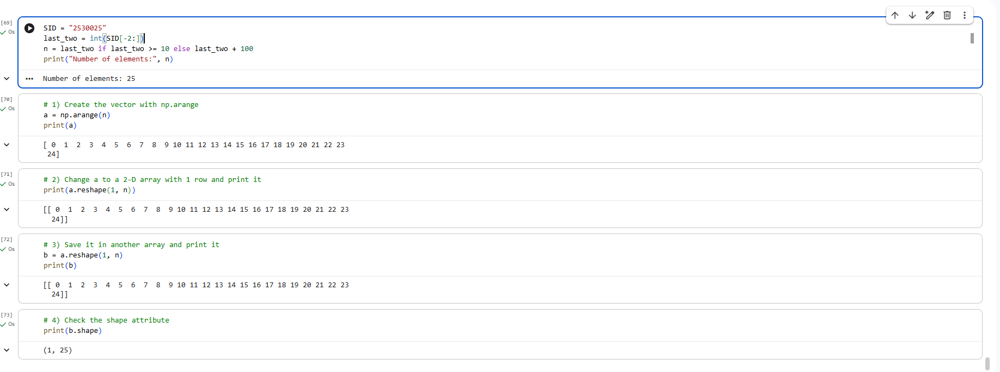 [69]
0s
SID = "2530025"
last_two = int(SID[-2:])
n = last_two if last_two >= 10 else last_two + 100
print("Number of elements:", n)
Number of elements: 25
[70]
0s
# 1) Create the vector with np.arange
a = np.arange(n)
print(a)
[ 0  1  2  3  4  5  6  7  8  9 10 11 12 13 14 15 16 17 18 19 20 21 22 23
 24]
[71]
0s
# 2) Change a to a 2-D array with 1 row and print it
print(a.reshape(1, n))
[[ 0  1  2  3  4  5  6  7  8  9 10 11 12 13 14 15 16 17 18 19 20 21 22 23
  24]]
[72]
0s
# 3) Save it in another array and print it
b = a.reshape(1, n)
print(b)
[[ 0  1  2  3  4  5  6  7  8  9 10 11 12 13 14 15 16 17 18 19 20 21 22 23
  24]]
[73]
0s
# 4) Check the shape attribute
print(b.shape)
(1, 25)